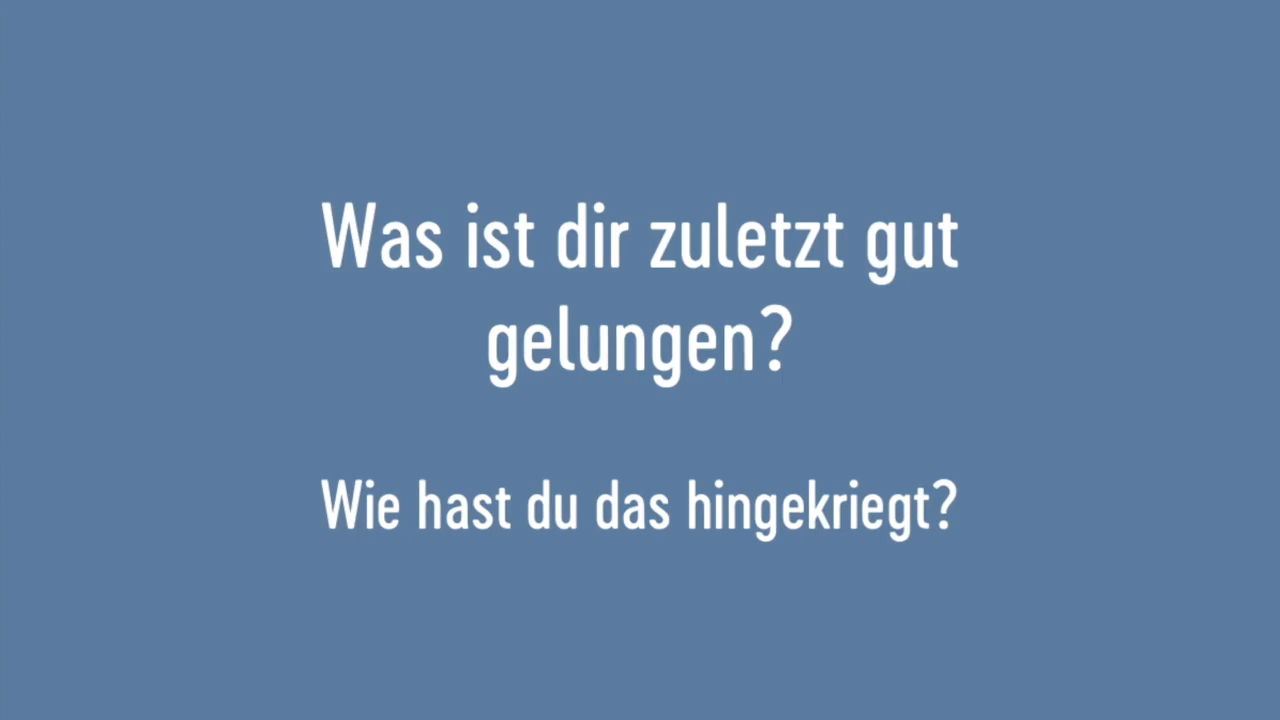 Was ist dir zuletzt gut
gelungen?
Wie hast du das hingekriegt?